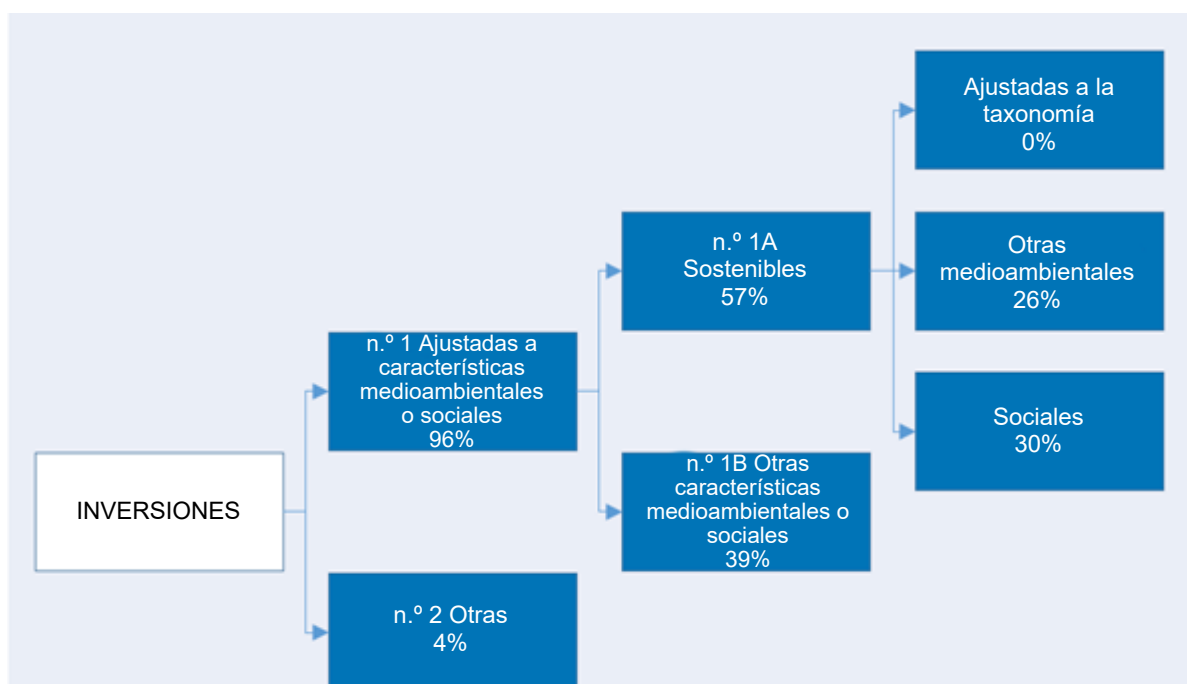 INVERSIONES
n.º 1 Ajustadas a
características
medioambientales
o sociales
96%
n.º 2 Otras
4%
n.º 1A
Sostenibles
57%
n.º 1B Otras
características
medioambientales o
sociales
39%
Ajustadas a la
taxonomía
0%
Otras
medioambientales
26%
Sociales
30%